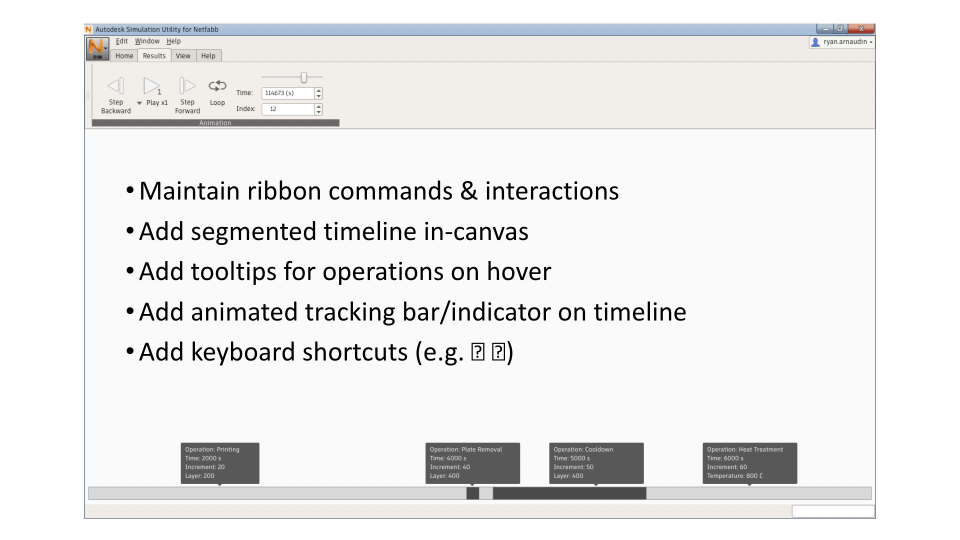 Autodesk Simulation Utility for Netfabb
Edit Window Help
ryan.arnaudin
Home Results View Help
Step Backward
Play x1
Step Forward
Loop
Time: 114673 (s)
Index: 12
Animation
• Maintain ribbon commands & interactions
• Add segmented timeline in-canvas
• Add tooltips for operations on hover
• Add animated tracking bar/indicator on timeline
• Add keyboard shortcuts (e.g. ⍰ ⍰)
Operation: Printing
Time: 2000 s
Increment: 20
Layer: 200
Operation: Plate Removal
Time: 4000 s
Increment: 40
Layer: 400
Operation: Cooldown
Time: 5000 s
Increment: 50
Layer: 400
Operation: Heat Treatment
Time: 6000 s
Increment: 60
Temperature: 800 C